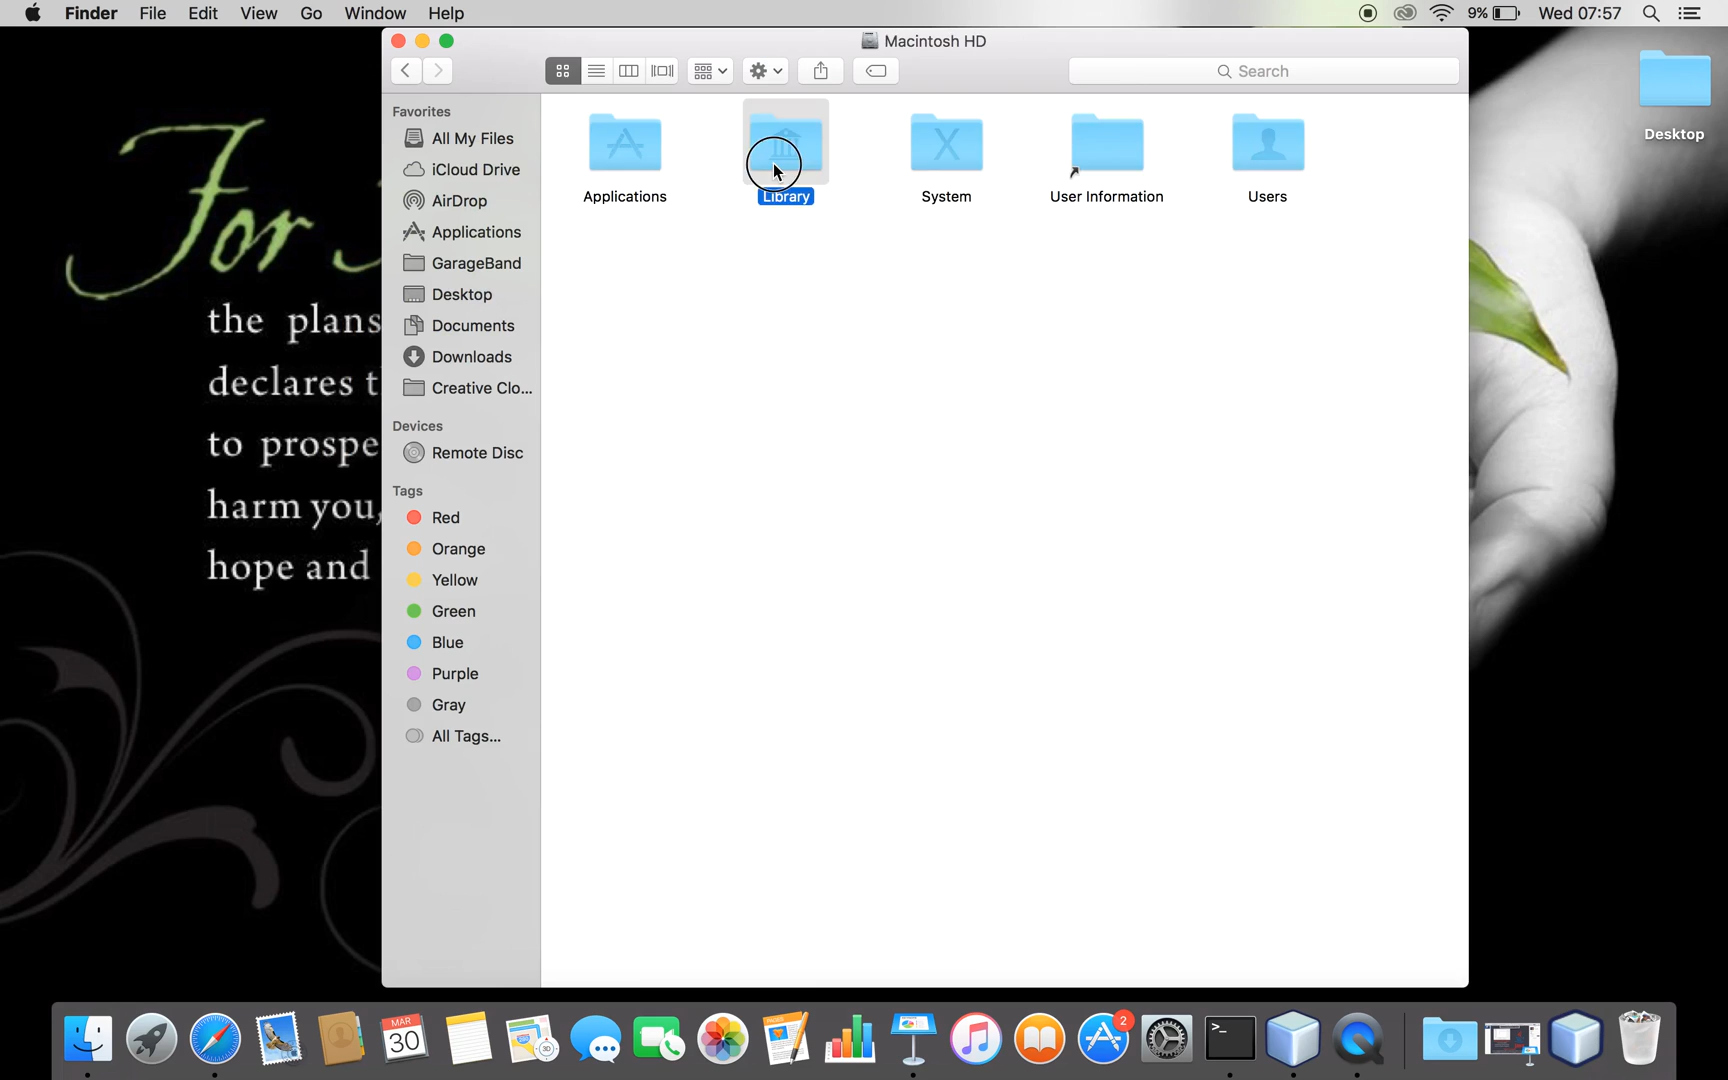 Finder File Edit View Go Window Help
9% Wed 07:57
Macintosh HD
Search
Favorites
All My Files
iCloud Drive
AirDrop
Applications
GarageBand
Desktop
Documents
Downloads
Creative Clo...
Devices
Remote Disc
Tags
Red
Orange
Yellow
Green
Blue
Purple
Gray
All Tags...
Applications
Library
System
User Information
Users
Desktop
For
the plans
declares
to prospe
harm you,
hope and
MAR
30
2
PAGES
>_